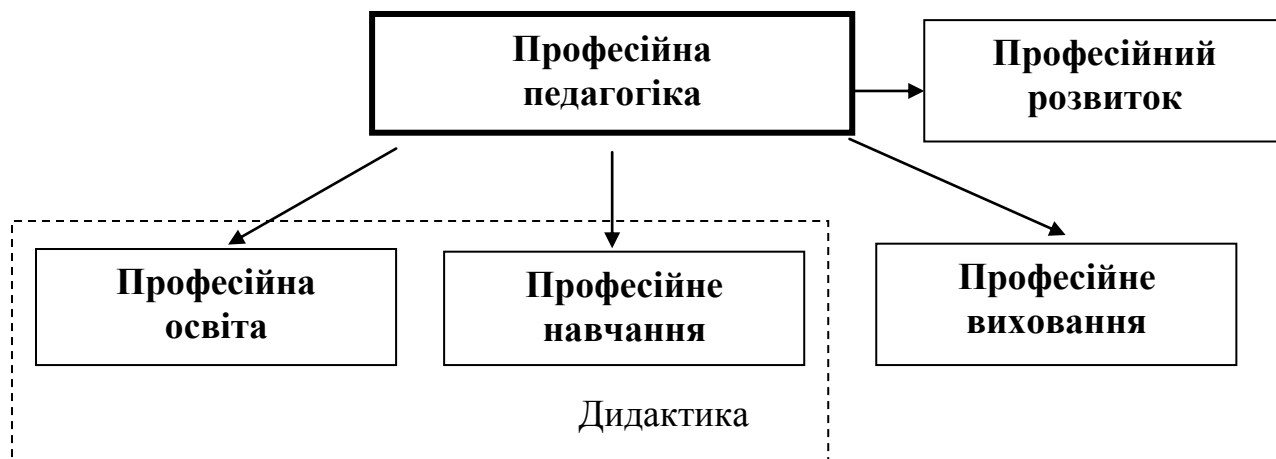 Професійна
педагогіка
Професійний
розвиток
Професійна
освіта
Професійне
навчання
Професійне
виховання
Дидактика